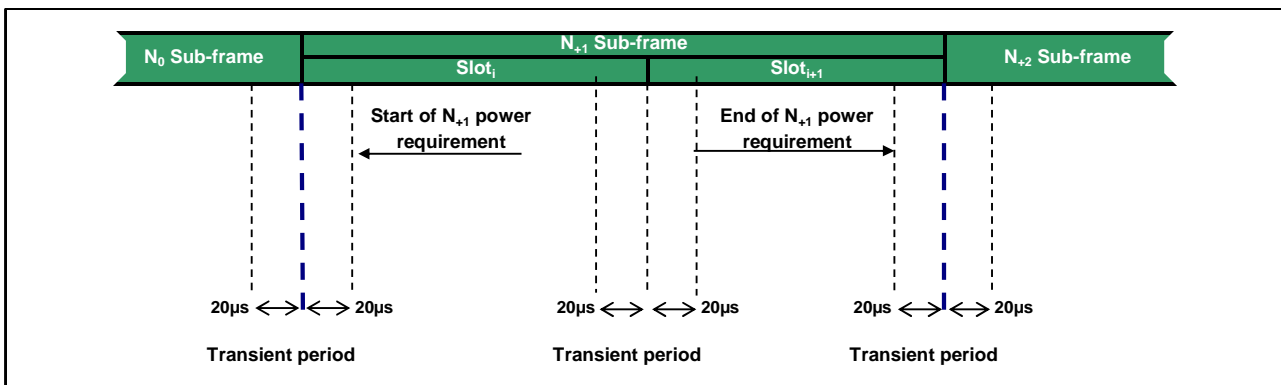 N+1 Sub-frame
N0 Sub-frame
N+2 Sub-frame
Sloti
Sloti+1
Start of N+1 power
requirement
End of N+1 power
requirement
20µs
20µs
20µs
20µs
20µs
20µs
Transient period
Transient period
Transient period